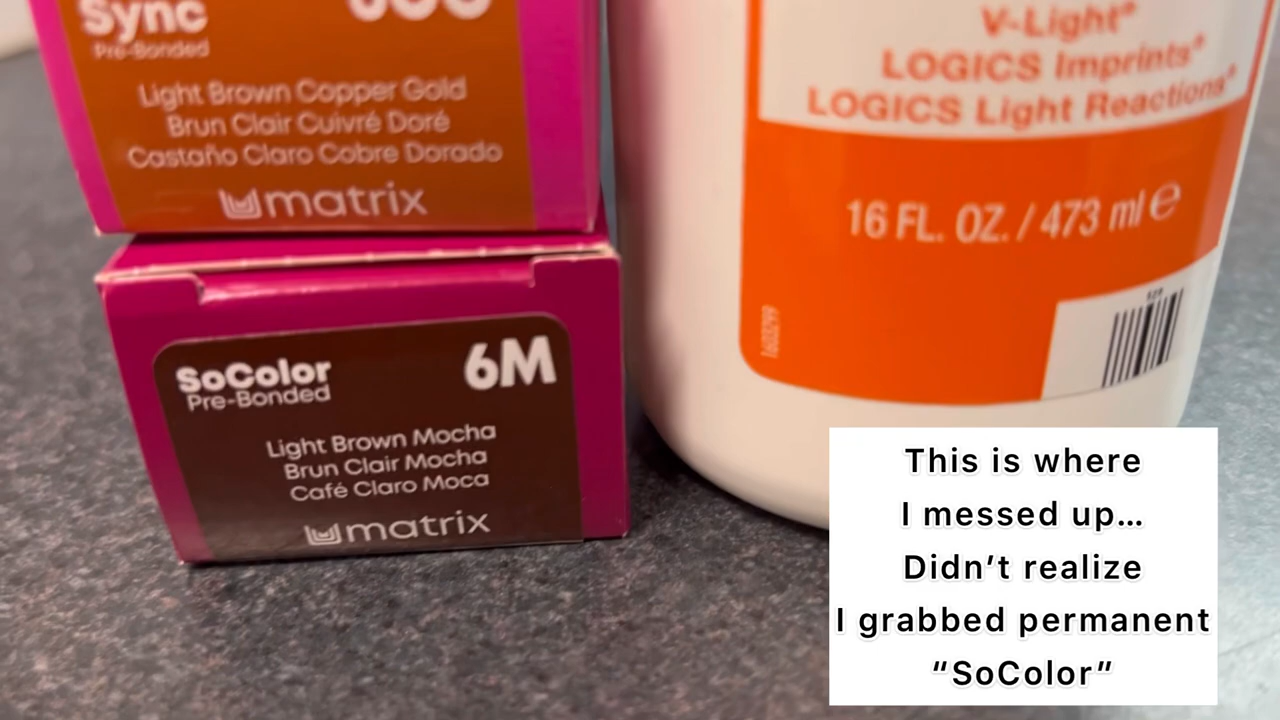 Sync
Pre-Bonded
Light Brown Copper Gold
Brun Clair Cuivré Doré
Castaño Claro Cobre Dorado
matrix
SoColor
Pre-Bonded
6M
Light Brown Mocha
Brun Clair Mocha
Café Claro Moca
matrix
V-Light®
LOGICS Imprints®
LOGICS Light Reactions®
16 FL. OZ. / 473 ml ℮
This is where
I messed up…
Didn’t realize
I grabbed permanent
“SoColor”